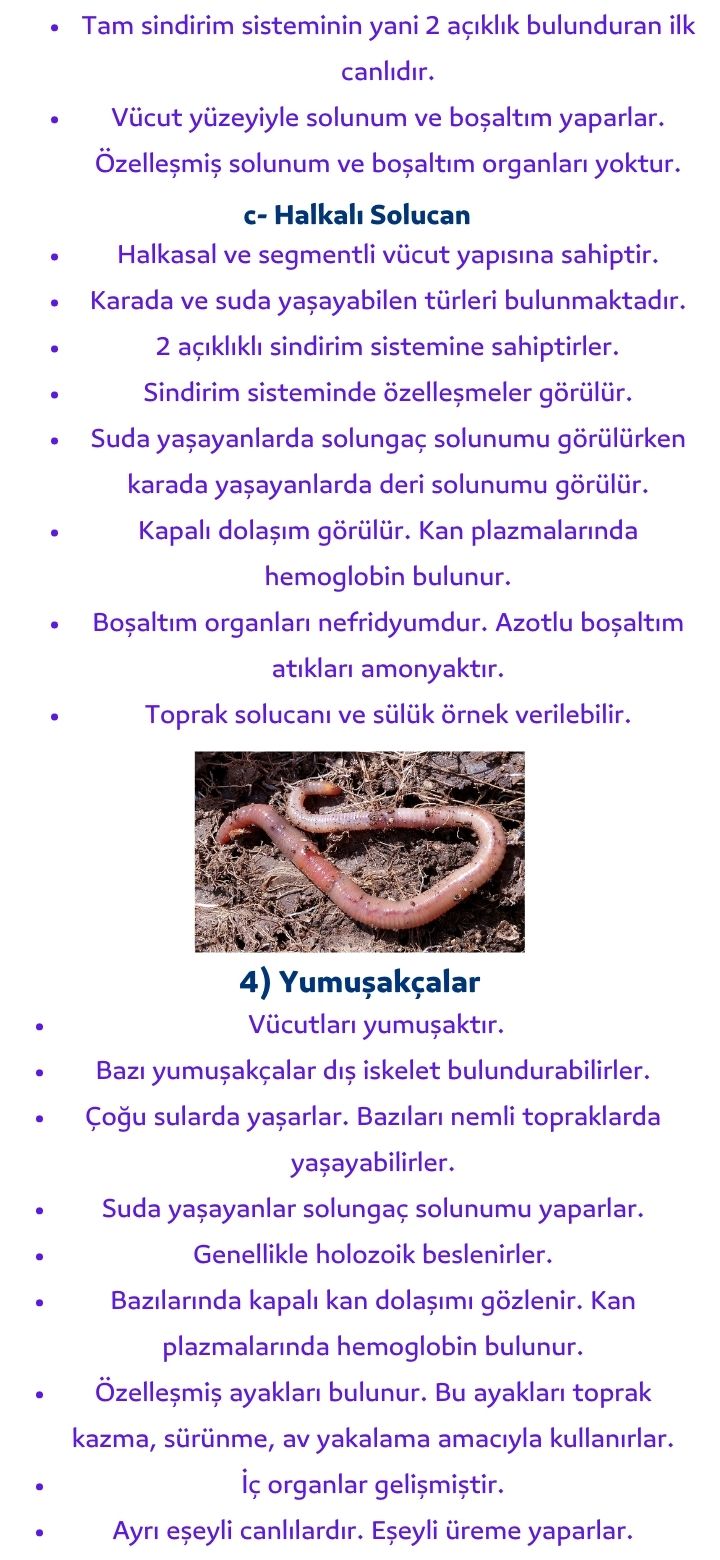 • Tam sindirim sisteminin yani 2 açıklık bulunduran ilk
canlıdır.
• Vücut yüzeyiyle solunum ve boşaltım yaparlar.
Özelleşmiş solunum ve boşaltım organları yoktur.
c- Halkalı Solucan
• Halkasal ve segmentli vücut yapısına sahiptir.
• Karada ve suda yaşayabilen türleri bulunmaktadır.
• 2 açıklıklı sindirim sistemine sahiptirler.
• Sindirim sisteminde özelleşmeler görülür.
• Suda yaşayanlarda solungaç solunumu görülürken
karada yaşayanlarda deri solunumu görülür.
• Kapalı dolaşım görülür. Kan plazmalarında
hemoglobin bulunur.
• Boşaltım organları nefridyumdur. Azotlu boşaltım
atıkları amonyaktır.
• Toprak solucanı ve sülük örnek verilebilir.
4) Yumuşakçalar
• Vücutları yumuşaktır.
• Bazı yumuşakçalar dış iskelet bulundurabilirler.
• Çoğu sularda yaşarlar. Bazıları nemli topraklarda
yaşayabilirler.
• Suda yaşayanlar solungaç solunumu yaparlar.
• Genellikle holozoik beslenirler.
• Bazılarında kapalı kan dolaşımı gözlenir. Kan
plazmalarında hemoglobin bulunur.
• Özelleşmiş ayakları bulunur. Bu ayakları toprak
kazma, sürünme, av yakalama amacıyla kullanırlar.
• İç organlar gelişmiştir.
• Ayrı eşeyli canlılardır. Eşeyli üreme yaparlar.